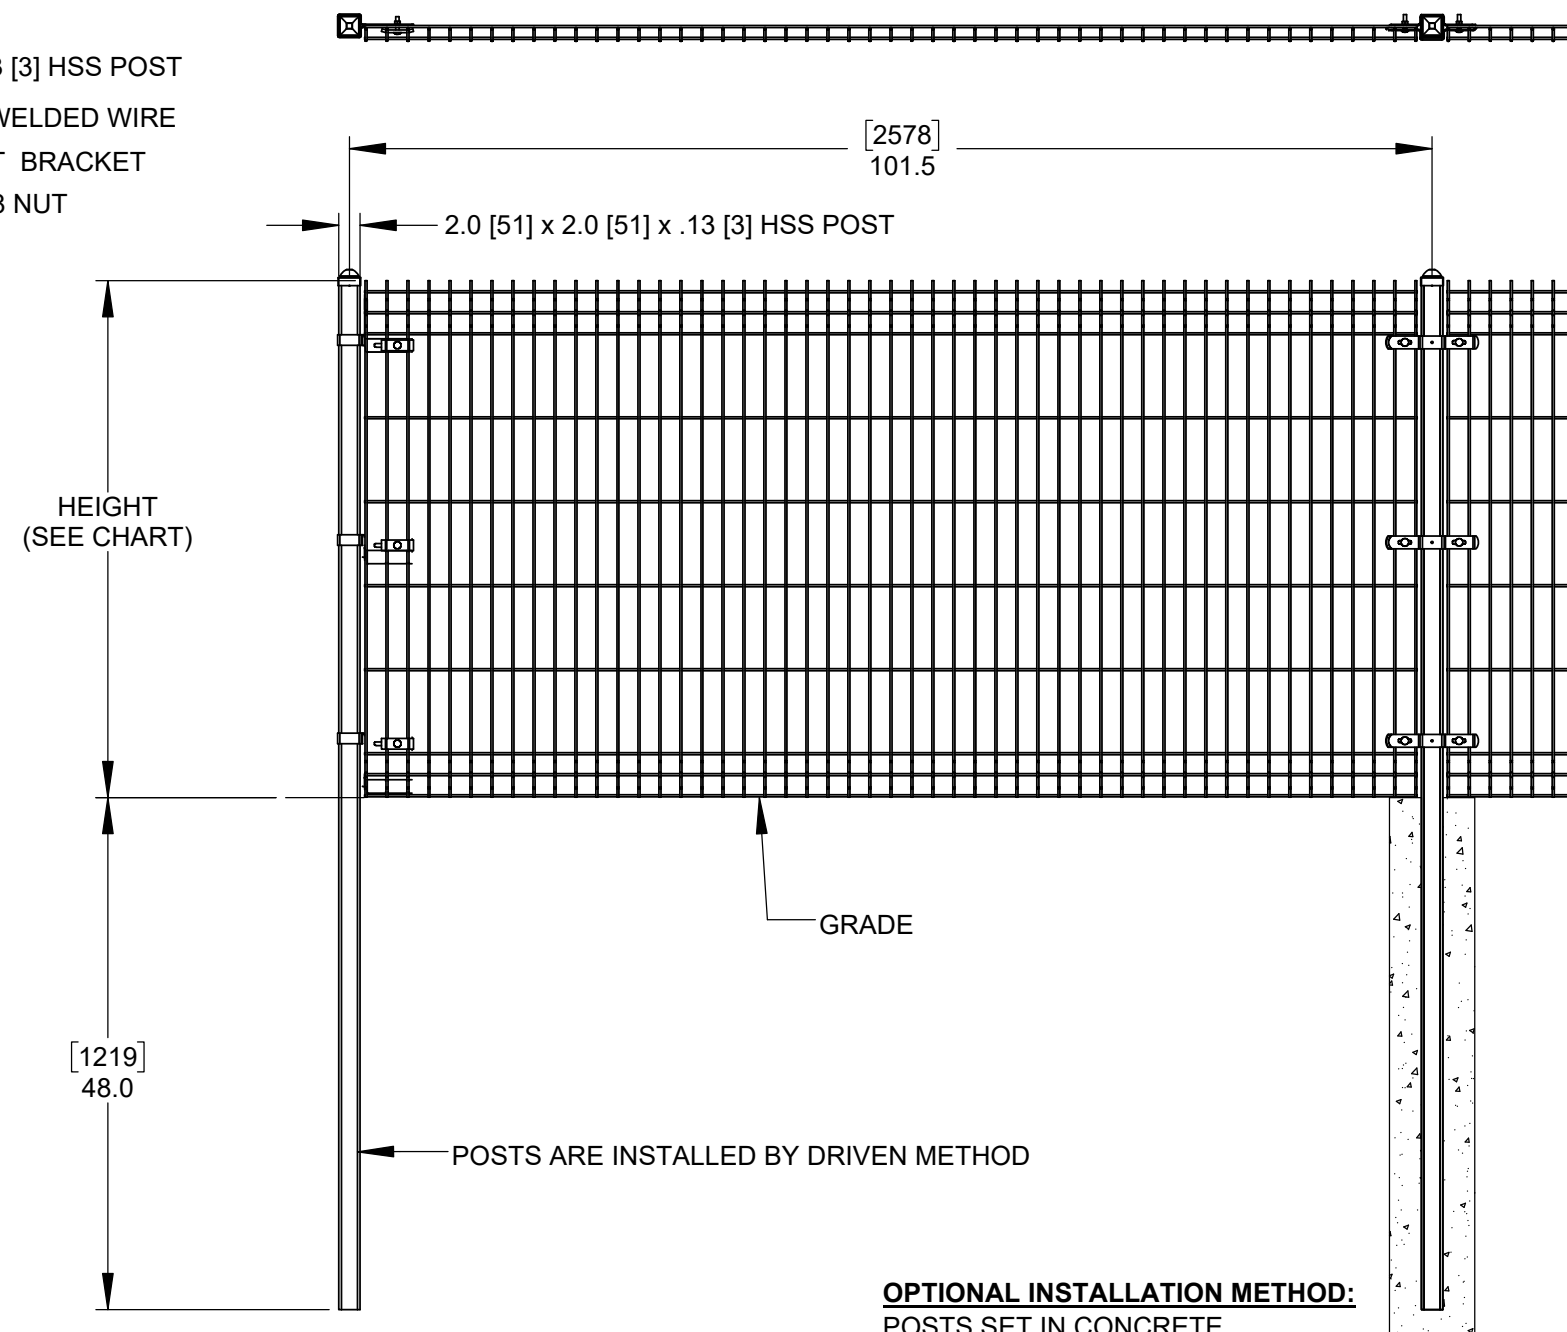 [3] HSS POST
WELDED WIRE
BRACKET
NUT
[2578]
101.5
2.0 [51] x 2.0 [51] x .13 [3] HSS POST
HEIGHT
(SEE CHART)
GRADE
[1219]
48.0
POSTS ARE INSTALLED BY DRIVEN METHOD
OPTIONAL INSTALLATION METHOD:
POSTS SET IN CONCRETE